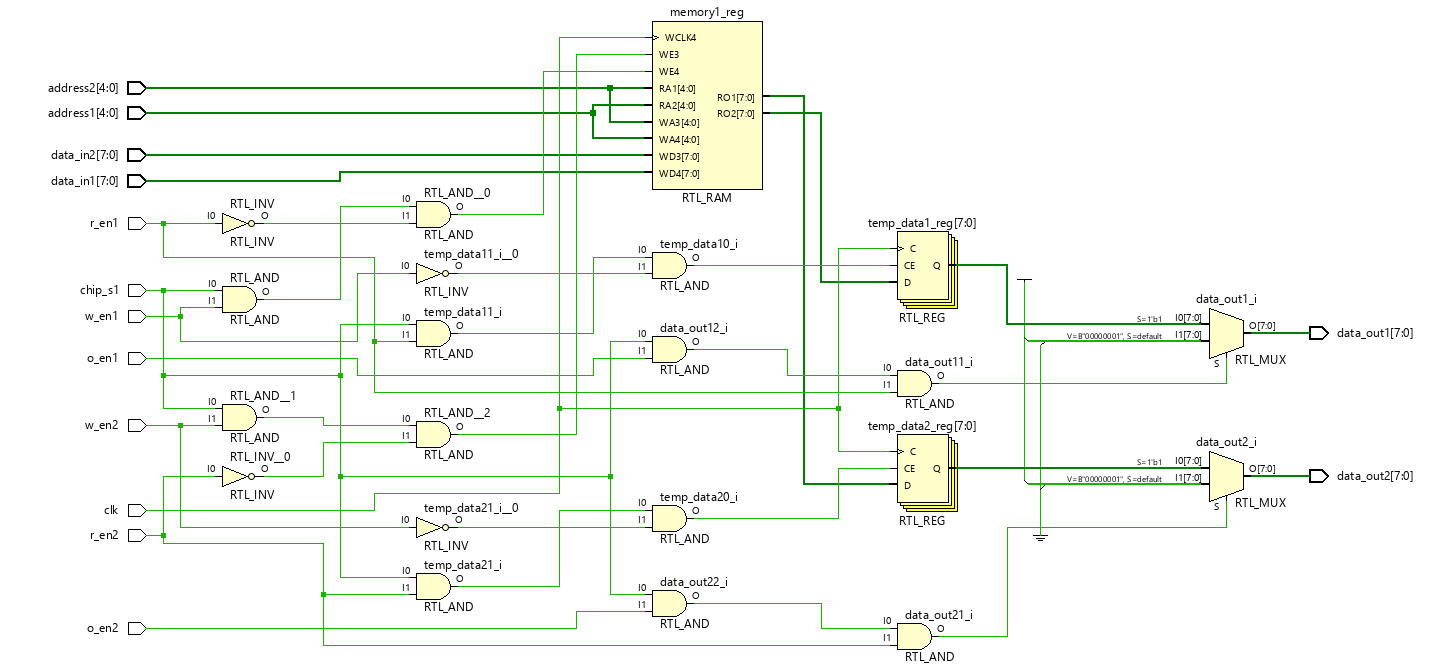 memory1_reg
WCLK4
WE3
WE4
address2[4:0]
RA1[4:0]
RO1[7:0]
RA2[4:0]
address1[4:0]
RO2[7:0]
WA3[4:0]
WA4[4:0]
data_in2[7:0]
WD3[7:0]
WD4[7:0]
data_in1[7:0]
RTL_RAM
RTL_AND__0
RTL_INV
I0
O
r_en1
I0
O
I1
RTL_INV
RTL_AND
temp_data1_reg[7:0]
temp_data10_i
I0
O
I1
C
CE
Q
D
temp_data11_i__0
I0
O
RTL_INV
RTL_AND
RTL_AND
chip_s1
I0
O
I1
w_en1
RTL_AND
RTL_REG
data_out1_i
temp_data11_i
I0
O
I1
RTL_AND
S=1'b1
I0[7:0]
O[7:0]
data_out1[7:0]
V=B"00000001", S=default
I1[7:0]
S
RTL_MUX
data_out12_i
I0
O
I1
RTL_AND
o_en1
data_out11_i
I0
O
I1
RTL_AND
RTL_AND__1
I0
O
I1
RTL_AND
w_en2
RTL_AND__2
I0
O
I1
RTL_AND
temp_data2_reg[7:0]
C
CE
Q
D
RTL_REG
data_out2_i
S=1'b1
I0[7:0]
O[7:0]
data_out2[7:0]
V=B"00000001", S=default
I1[7:0]
S
RTL_MUX
RTL_INV__0
I0
O
RTL_INV
clk
temp_data21_i__0
I0
O
RTL_INV
temp_data20_i
I0
O
I1
RTL_AND
r_en2
temp_data21_i
I0
O
I1
RTL_AND
data_out22_i
I0
O
I1
RTL_AND
o_en2
data_out21_i
I0
O
I1
RTL_AND